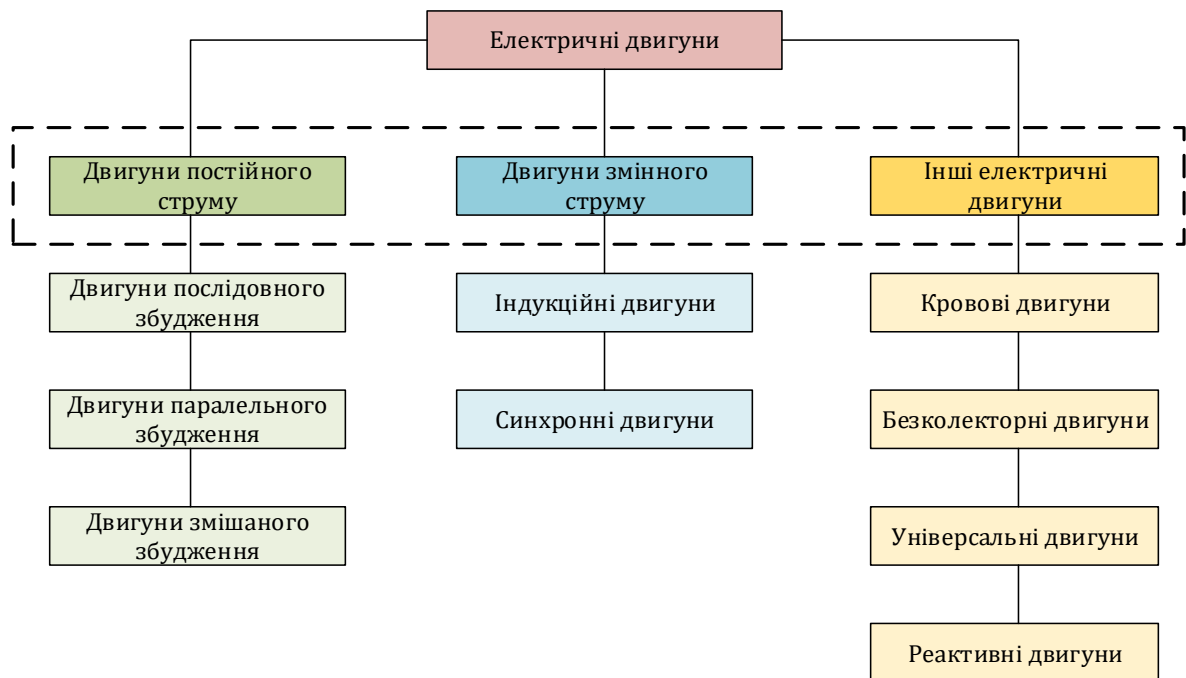 Електричні двигуни
Двигуни постійного
струму
Двигуни змінного
струму
Інші електричні
двигуни
Двигуни послідовного
збудження
Індукційні двигуни
Кровові двигуни
Двигуни паралельного
збудження
Синхронні двигуни
Безколекторні двигуни
Двигуни змішаного
збудження
Універсальні двигуни
Реактивні двигуни